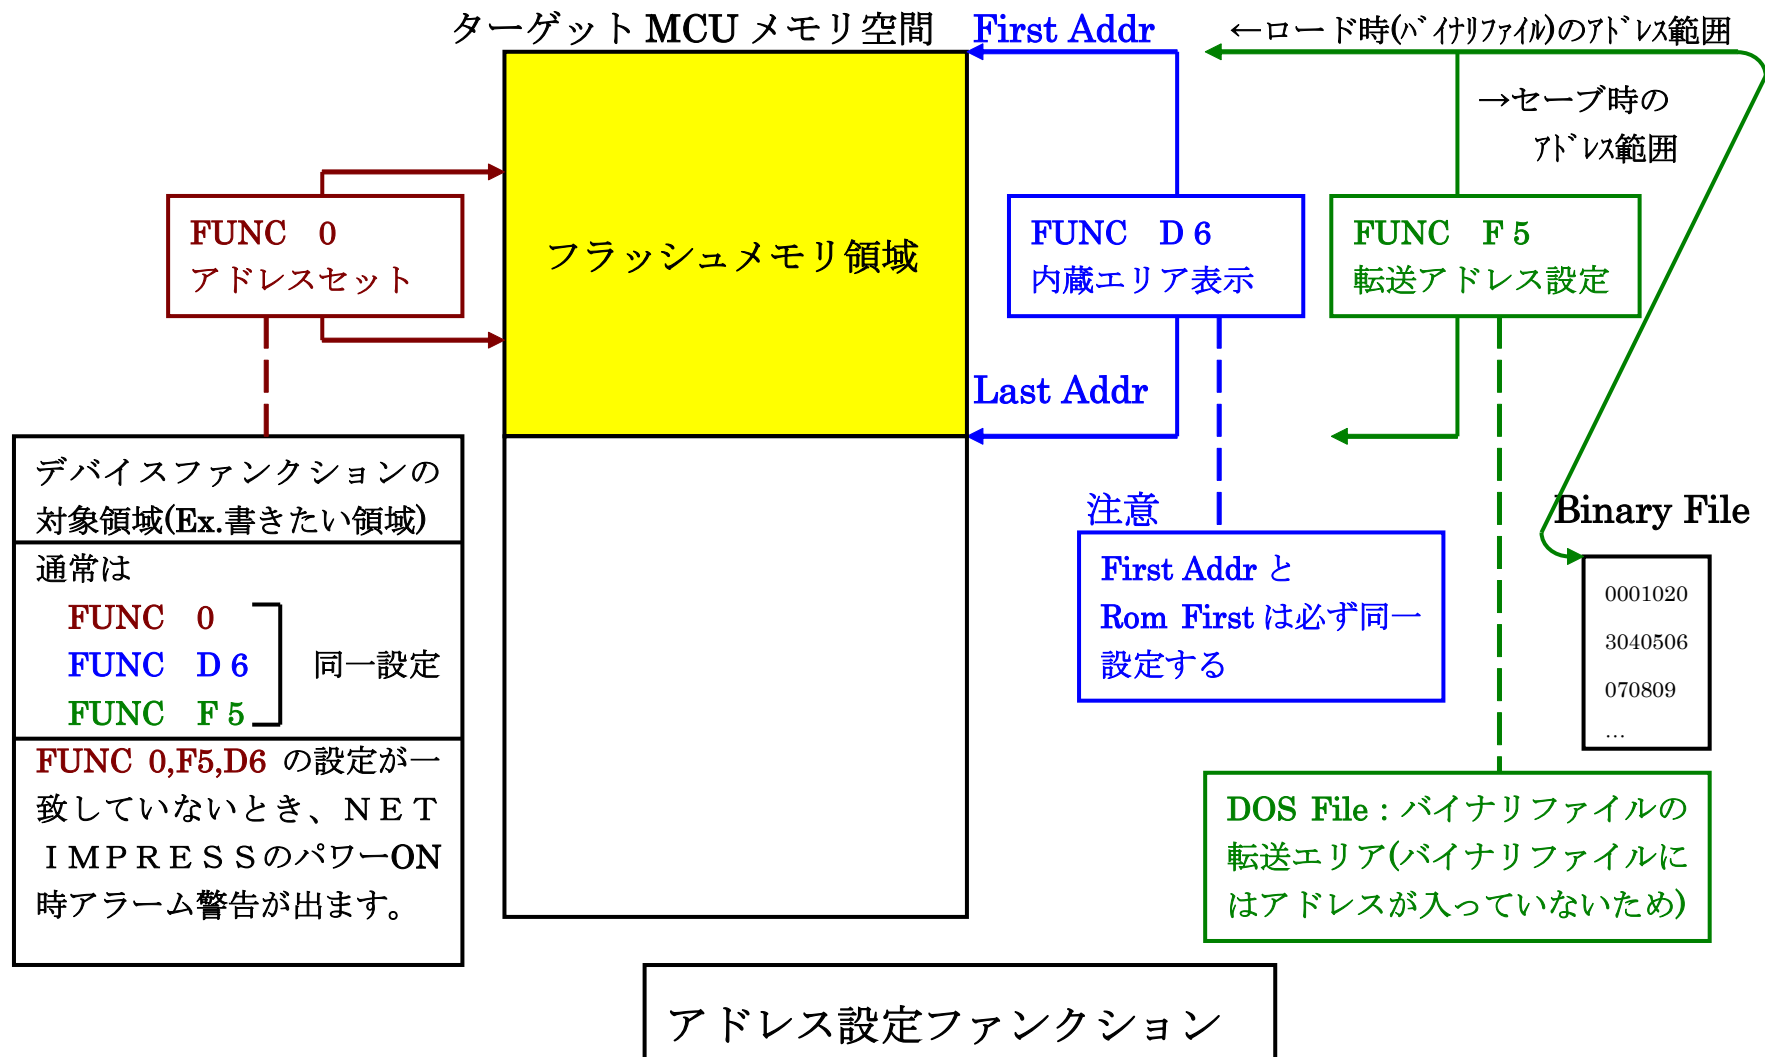 ターゲット MCU メモリ空間
First Addr
←ロード時(ﾊﾞｲﾅﾘﾌｧｲﾙ)のｱﾄﾞﾚｽ範囲
→セーブ時の
ｱﾄﾞﾚｽ範囲
FUNC　0
アドレスセット
フラッシュメモリ領域
FUNC　D 6
内蔵エリア表示
FUNC　F 5
転送アドレス設定
Last Addr
デバイスファンクションの
対象領域(Ex.書きたい領域)
通常は
FUNC　0
FUNC　D 6
FUNC　F 5
同一設定
FUNC 0,F5,D6 の設定が一
致していないとき、ＮＥＴ
ＩＭＰＲＥＳＳのパワーON
時アラーム警告が出ます。
注意
First Addr と
Rom First は必ず同一
設定する
Binary File
0001020
3040506
070809
…
DOS File : バイナリファイルの
転送エリア(バイナリファイルに
はアドレスが入っていないため)
アドレス設定ファンクション